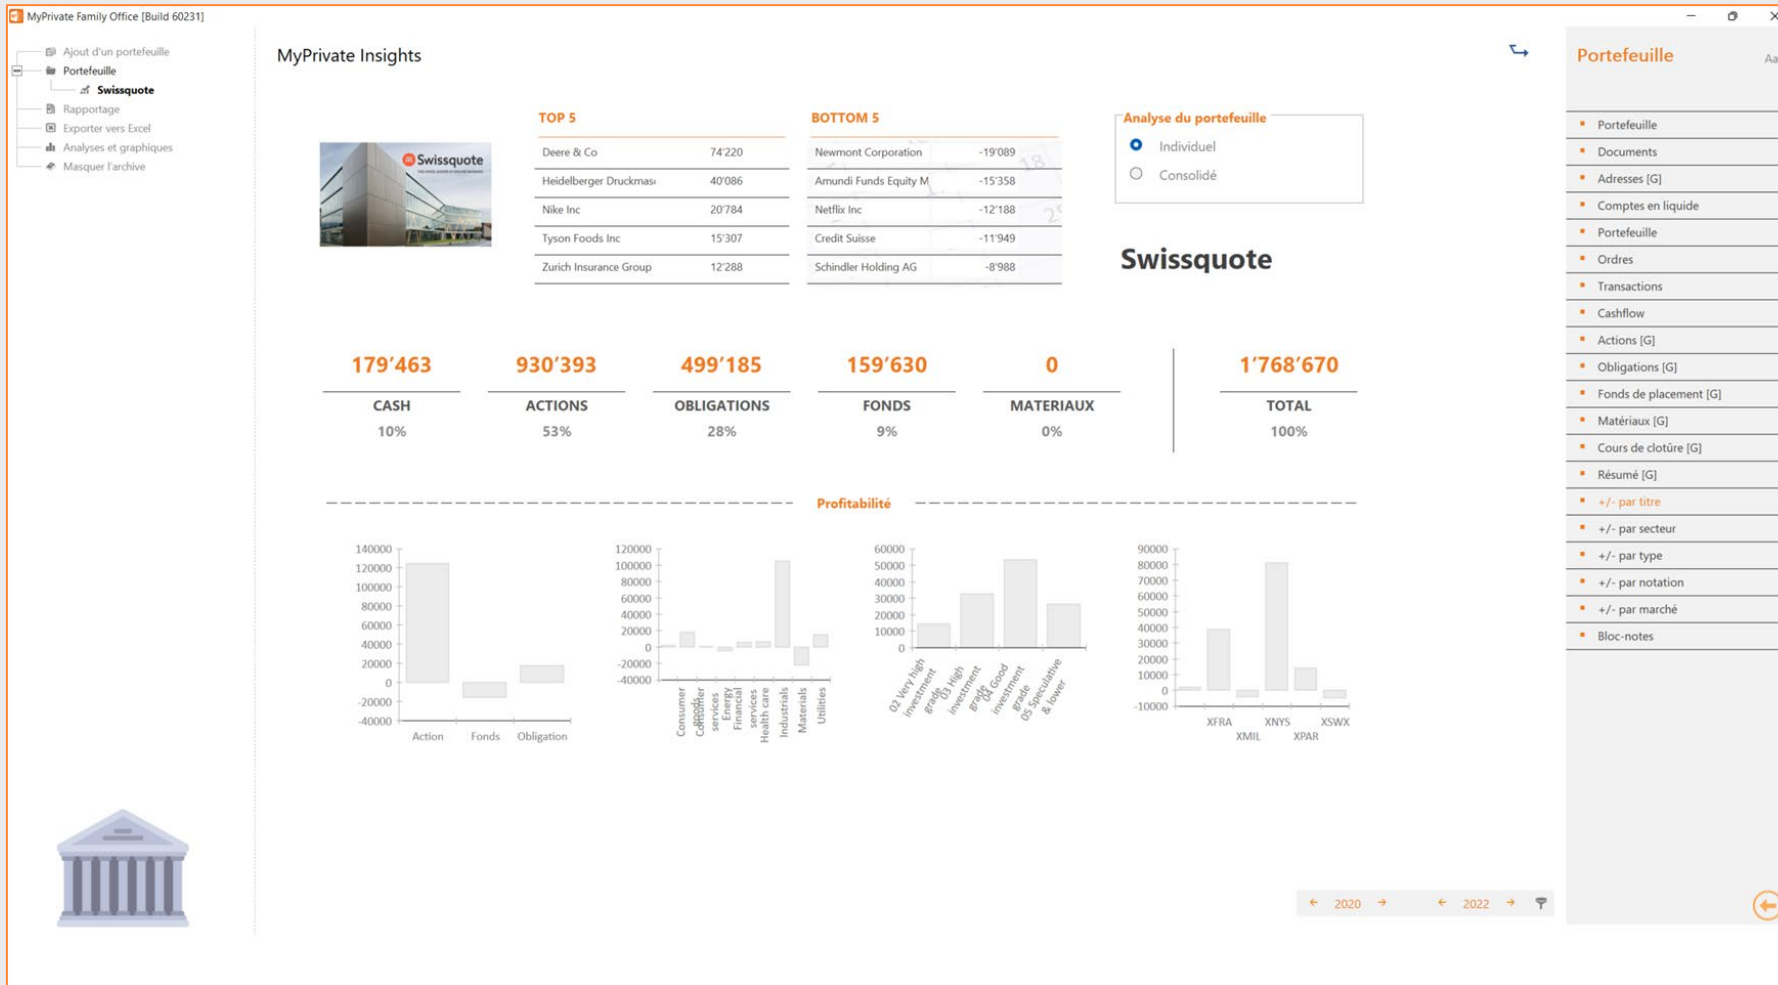 MyPrivate Family Office [Build 60231]
Ajout d'un portefeuille
Portefeuille
Swissquote
Rapportage
Exporter vers Excel
Analyses et graphiques
Masquer l'archive
MyPrivate Insights
Swissquote
TOP 5
Deere & Co 74'220
Heidelberger Druckmas 40'086
Nike Inc 20'784
Tyson Foods Inc 15'307
Zurich Insurance Group 12'288
BOTTOM 5
Newmont Corporation -19'089
Amundi Funds Equity M -15'358
Netflix Inc -12'188
Credit Suisse -11'949
Schindler Holding AG -8'988
18
25
Analyse du portefeuille
Individuel
Consolidé
Swissquote
179'463 930'393 499'185 159'630 0 1'768'670
CASH ACTIONS OBLIGATIONS FONDS MATERIAUX TOTAL
10% 53% 28% 9% 0% 100%
Profitabilité
140000
120000
100000
80000
60000
40000
20000
0
-20000
-40000
Action Fonds Obligation
120000
100000
80000
60000
40000
20000
0
-20000
-40000
Consumer
goods
Consumer
services
Energy
Financial
services
Health care
Industrials
Materials
Utilities
60000
50000
40000
30000
20000
10000
0
02 Very high
investment
grade
03 High
investment
grade
04 Good
investment
grade
05 Speculative
& lower
90000
80000
70000
60000
50000
40000
30000
20000
10000
0
-10000
XFRA XNYS XSWX
XMIL XPAR
2020 2022
Portefeuille Aa
Portefeuille
Documents
Adresses [G]
Comptes en liquide
Portefeuille
Ordres
Transactions
Cashflow
Actions [G]
Obligations [G]
Fonds de placement [G]
Matériaux [G]
Cours de clotûre [G]
Résumé [G]
+/- par titre
+/- par secteur
+/- par type
+/- par notation
+/- par marché
Bloc-notes